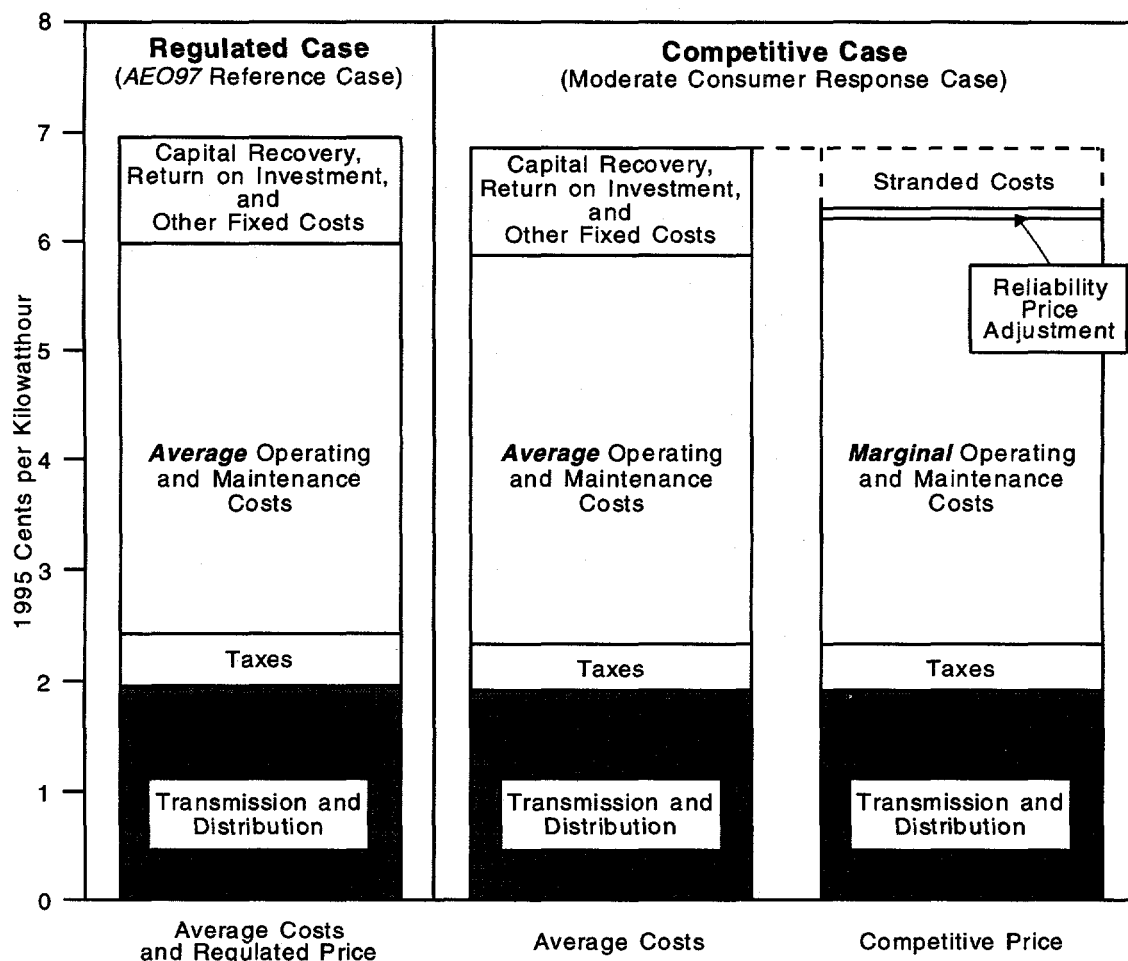 8
7
6
5
4
3
2
1
0
1995 Cents per Kilowatthour
Regulated Case
(AEO97 Reference Case)
Capital Recovery,
Return on Investment,
and
Other Fixed Costs
Average Operating
and Maintenance
Costs
Taxes
Transmission and
Distribution
Average Costs
and Regulated Price
Competitive Case
(Moderate Consumer Response Case)
Capital Recovery,
Return on Investment,
and
Other Fixed Costs
Average Operating
and Maintenance
Costs
Taxes
Transmission and
Distribution
Average Costs
Stranded Costs
Reliability
Price
Adjustment
Marginal Operating
and Maintenance
Costs
Taxes
Transmission and
Distribution
Competitive Price